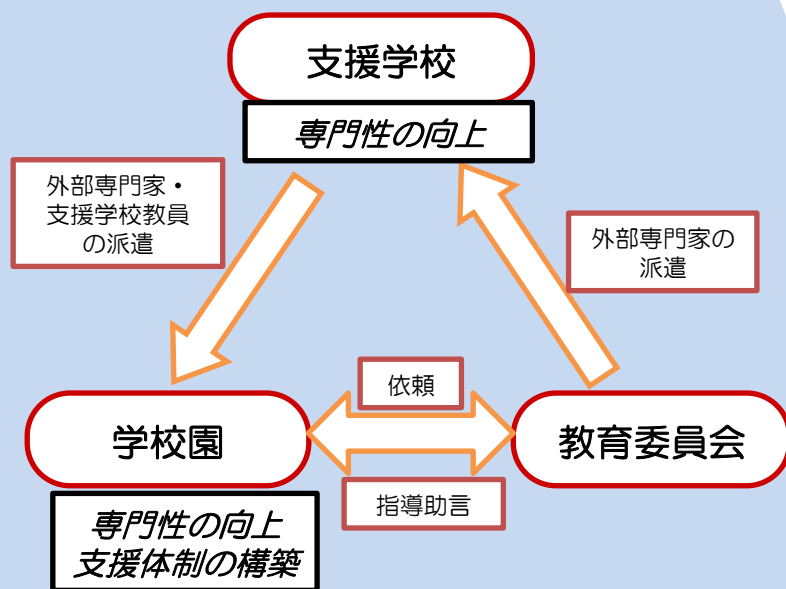 支援学校
専門性の向上
外部専門家・
支援学校教員
の派遣
外部専門家の
派遣
依頼
学校園
教育委員会
指導助言
専門性の向上
支援体制の構築